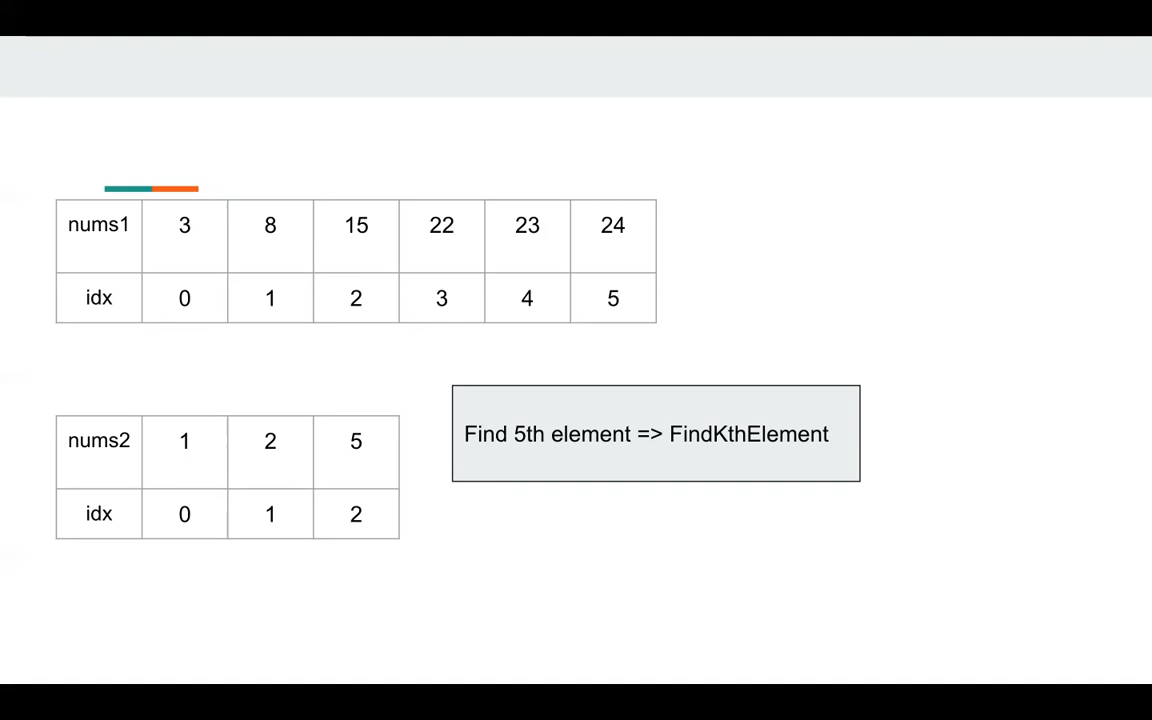 nums1 3 8 15 22 23 24
idx 0 1 2 3 4 5
Find 5th element => FindKthElement
nums2 1 2 5
idx 0 1 2